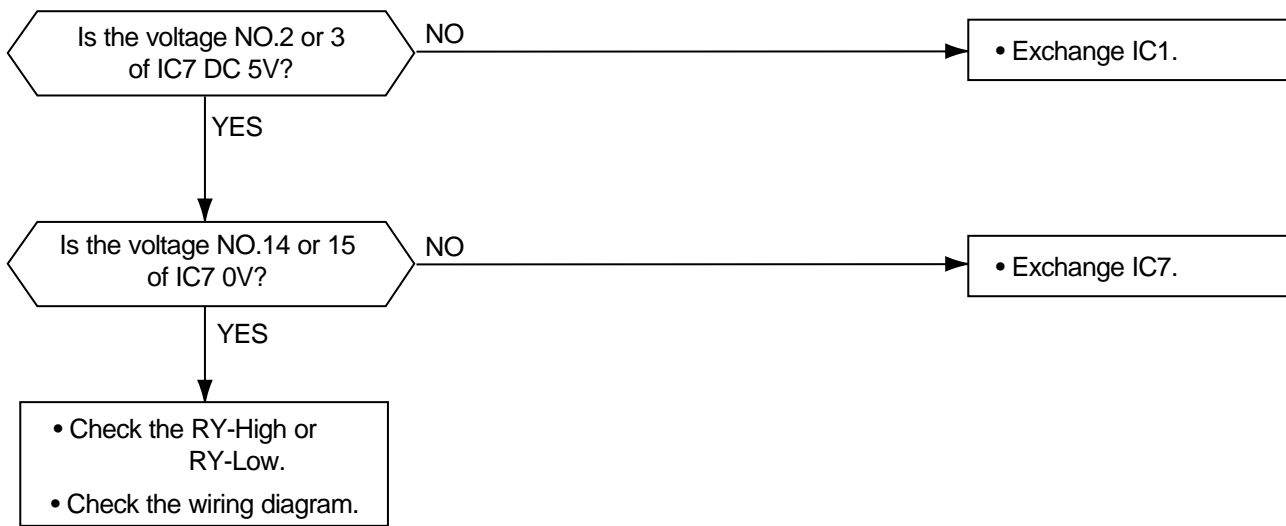 Is the voltage NO.2 or 3
of IC7 DC 5V?
NO
• Exchange IC1.
YES
Is the voltage NO.14 or 15
of IC7 0V?
NO
• Exchange IC7.
YES
• Check the RY-High or
RY-Low.
• Check the wiring diagram.